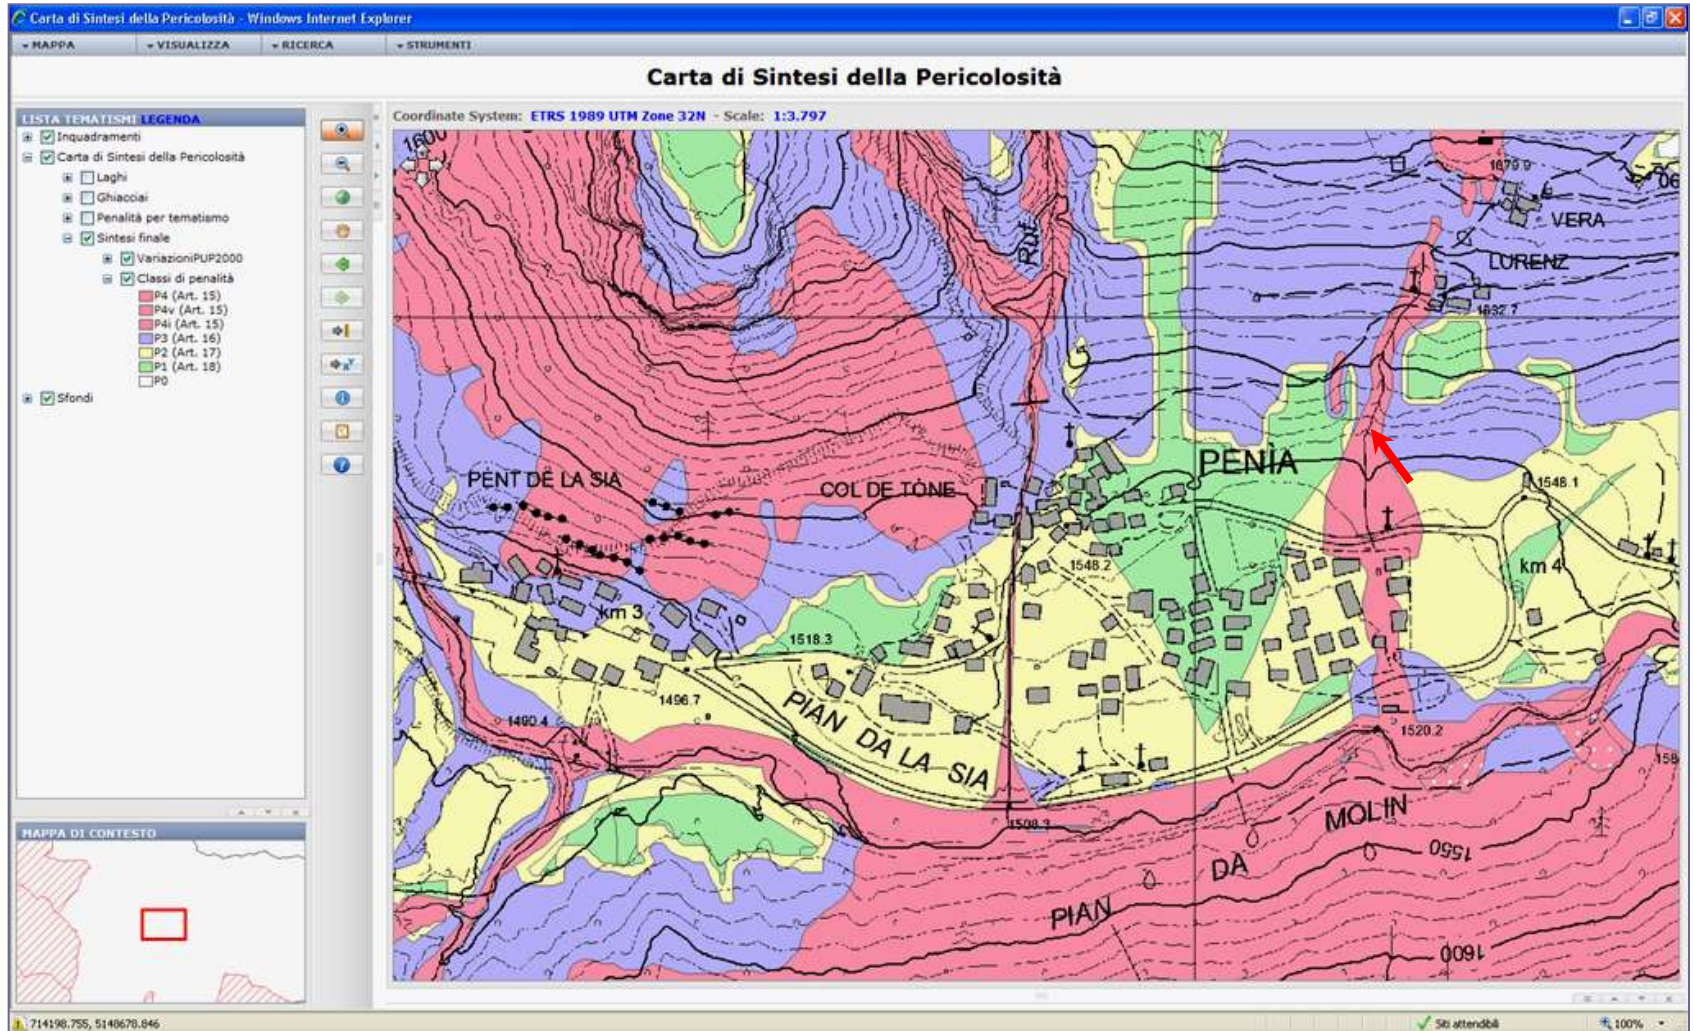 Carta di Sintesi della Pericolosità - Windows Internet Explorer
MAPPA VISUALIZZA RICERCA STRUMENTI
Carta di Sintesi della Pericolosità
LISTA TEMATISMI LEGENDA
Inquadramenti
Carta di Sintesi della Pericolosità
Laghi
Ghiacciai
Penalità per tematismo
Sintesi finale
VariazioniPUP2000
Classi di penalità
P4 (Art. 15)
P4v (Art. 15)
P4i (Art. 15)
P3 (Art. 16)
P2 (Art. 17)
P1 (Art. 18)
P0
Sfondi
Coordinate System: ETRS 1989 UTM Zone 32N - Scale: 1:3.797
1600
1679.9
VERA
LURENZ
1632.7
PENÌA
PENT DE LA SIA
COL DE TÒNE
1548.1
1548.2
km 4
km 3
1518.3
1496.7
1490.4
PIAN DA LA SIA
1520.2
1508.3
158
PIAN DA MOLIN
1550
1600
MAPPA DI CONTESTO
714198.755, 5148678.846
Siti attendibili
100%